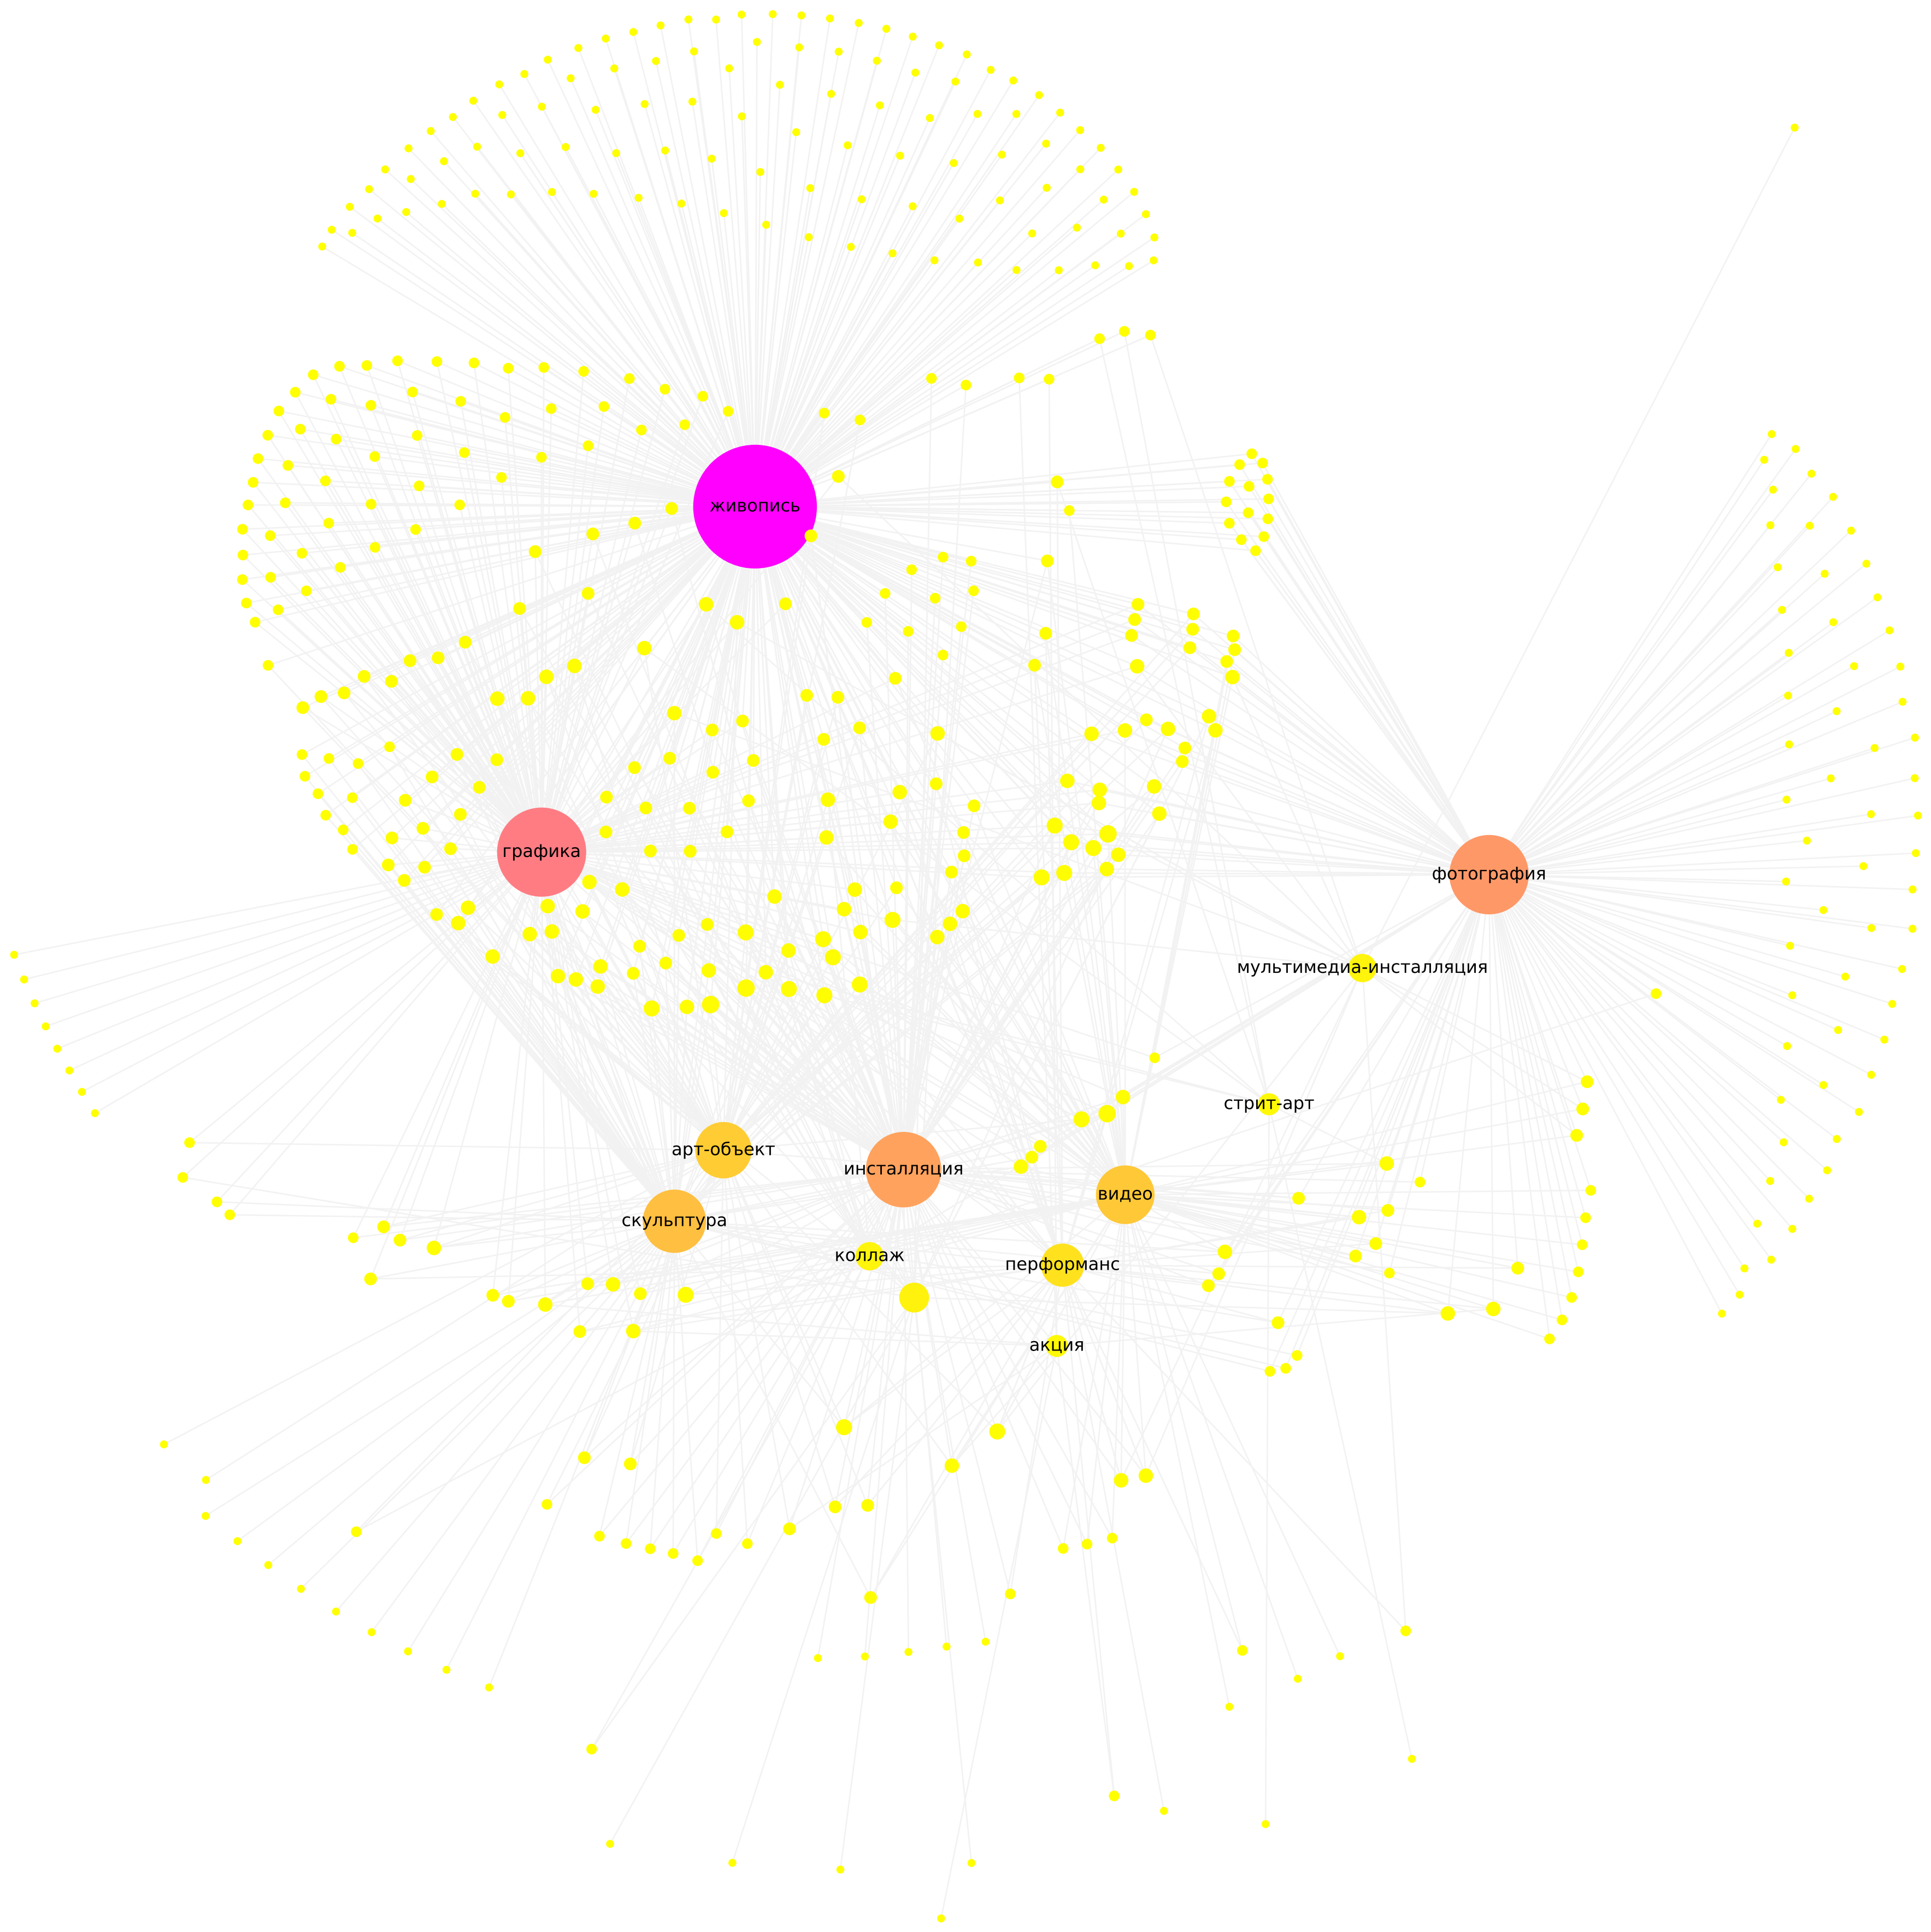 живопись
графика
фотография
мультимедиа-инсталляция
стрит-арт
арт-объект
инсталляция
видео
скульптура
коллаж
перформанс
акция